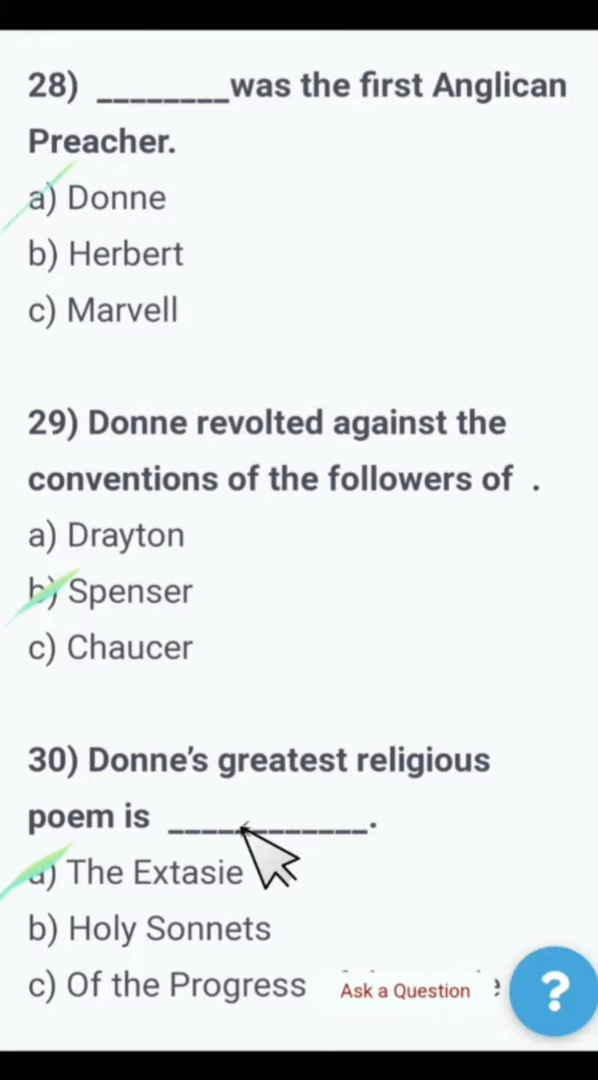 28) ________was the first Anglican
Preacher.
a) Donne
b) Herbert
c) Marvell
29) Donne revolted against the
conventions of the followers of .
a) Drayton
b) Spenser
c) Chaucer
30) Donne's greatest religious
poem is ____________.
a) The Extasie
b) Holy Sonnets
c) Of the Progress
Ask a Question
?